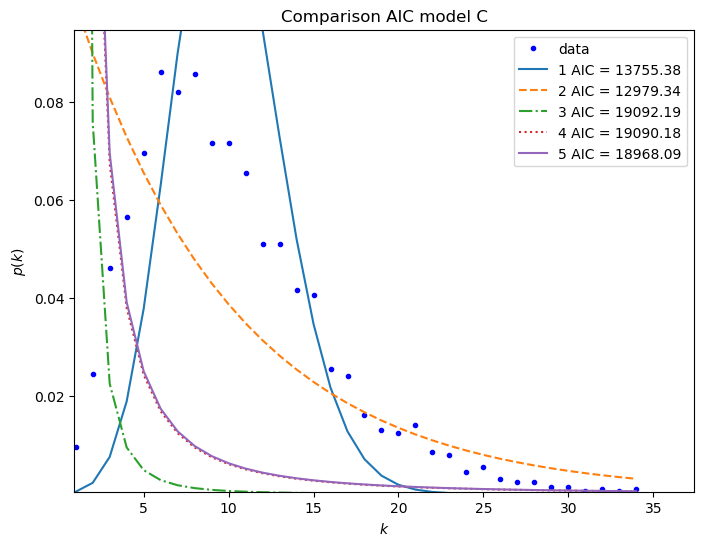 Comparison AIC model C
data
1 AIC = 13755.38
2 AIC = 12979.34
3 AIC = 19092.19
4 AIC = 19090.18
5 AIC = 18968.09
0.08
0.06
0.04
0.02
p(k)
5 10 15 20 25 30 35
k